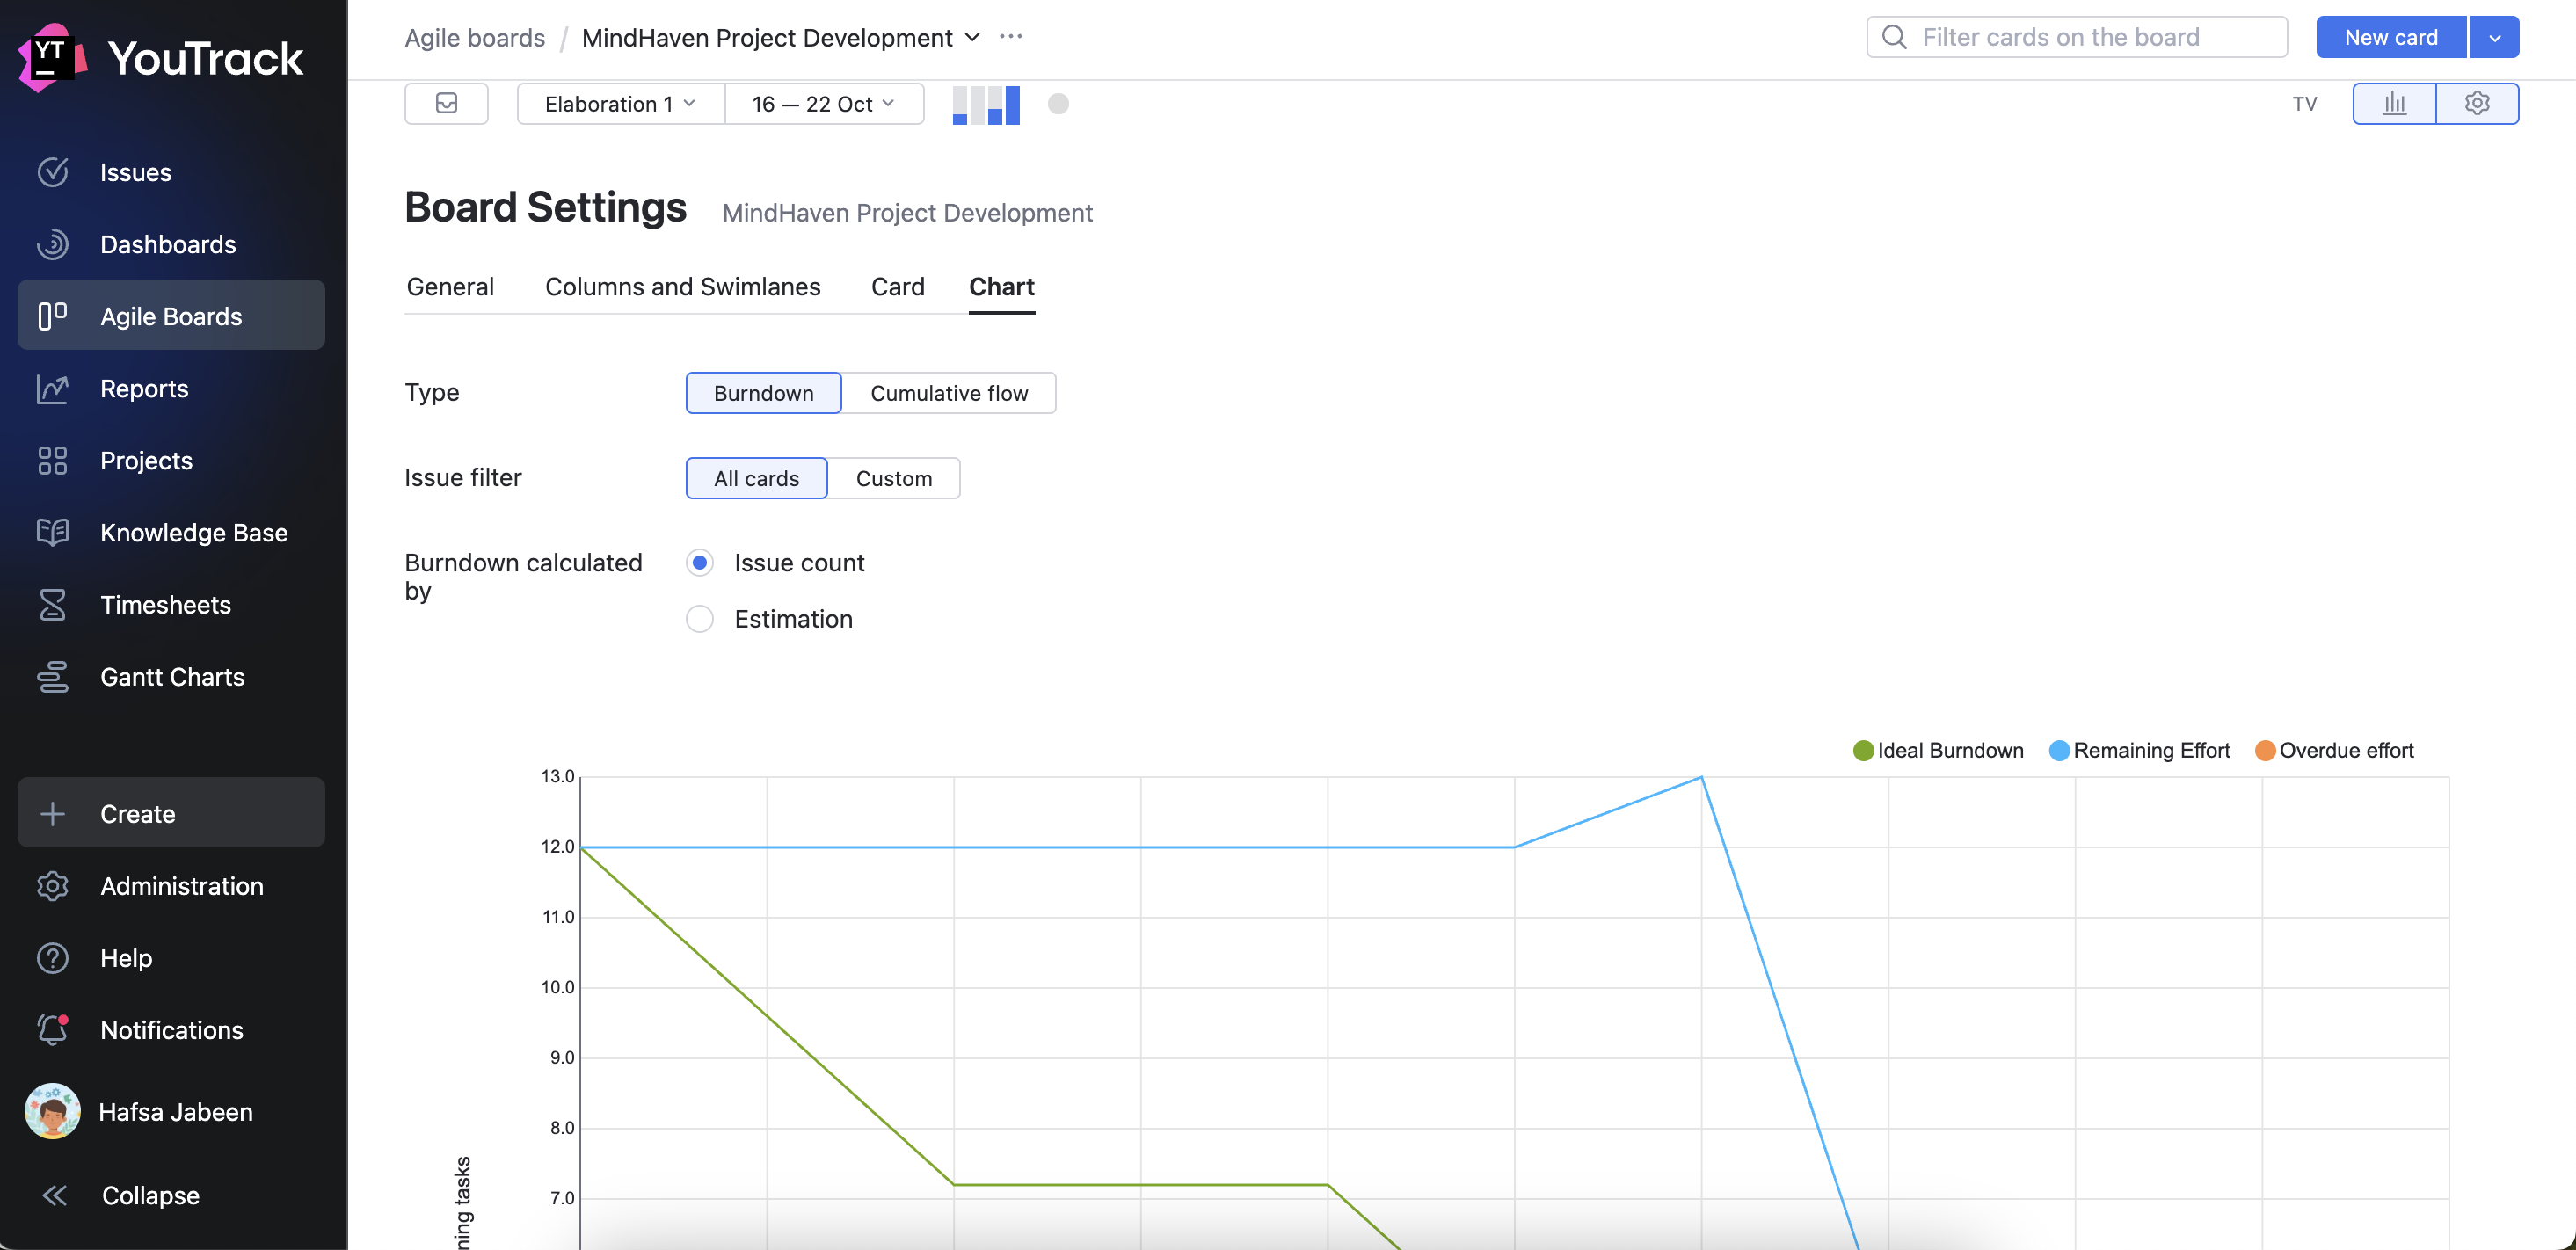 YT
YouTrack
Issues
Dashboards
Agile Boards
Reports
Projects
Knowledge Base
Timesheets
Gantt Charts
Create
Administration
Help
Notifications
Hafsa Jabeen
Collapse
Agile boards / MindHaven Project Development
Filter cards on the board
New card
Elaboration 1
16 — 22 Oct
TV
Board Settings MindHaven Project Development
General Columns and Swimlanes Card Chart
Type Burndown Cumulative flow
Issue filter All cards Custom
Burndown calculated
by
Issue count
Estimation
Ideal Burndown Remaining Effort Overdue effort
13.0
12.0
11.0
10.0
9.0
8.0
7.0
ning tasks